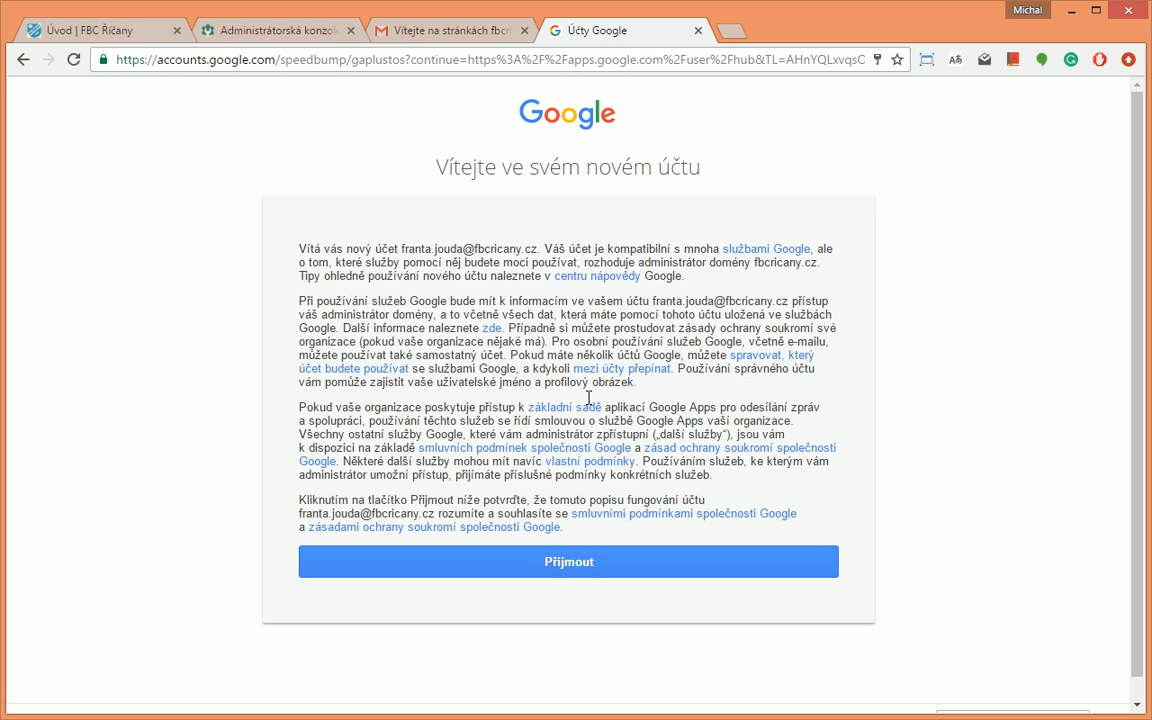 Michal
Úvod | FBC Říčany
Administrátorská konzol
Vítejte na stránkách fbcri
Účty Google
https://accounts.google.com/speedbump/gaplustos?continue=https%3A%2F%2Fapps.google.com%2Fuser%2Fhub&TL=AHnYQLxvqsC
Google
Vítejte ve svém novém účtu
Vítá vás nový účet franta.jouda@fbcricany.cz. Váš účet je kompatibilní s mnoha službami Google, ale
o tom, které služby pomocí něj budete moci používat, rozhoduje administrátor domény fbcricany.cz.
Tipy ohledně používání nového účtu naleznete v centru nápovědy Google.
Při používání služeb Google bude mít k informacím ve vašem účtu franta.jouda@fbcricany.cz přístup
váš administrátor domény, a to včetně všech dat, která máte pomocí tohoto účtu uložená ve službách
Google. Další informace naleznete zde. Případně si můžete prostudovat zásady ochrany soukromí své
organizace (pokud vaše organizace nějaké má). Pro osobní používání služeb Google, včetně e-mailu,
můžete používat také samostatný účet. Pokud máte několik účtů Google, můžete spravovat, který
účet budete používat se službami Google, a kdykoli mezi účty přepínat. Používání správného účtu
vám pomůže zajistit vaše uživatelské jméno a profilový obrázek.
Pokud vaše organizace poskytuje přístup k základní sadě aplikací Google Apps pro odesílání zpráv
a spolupráci, používání těchto služeb se řídí smlouvou o službě Google Apps vaší organizace.
Všechny ostatní služby Google, které vám administrátor zpřístupní („další služby“), jsou vám
k dispozici na základě smluvních podmínek společnosti Google a zásad ochrany soukromí společnosti
Google. Některé další služby mohou mít navíc vlastní podmínky. Používáním služeb, ke kterým vám
administrátor umožní přístup, přijímáte příslušné podmínky konkrétních služeb.
Kliknutím na tlačítko Přijmout níže potvrďte, že tomuto popisu fungování účtu
franta.jouda@fbcricany.cz rozumíte a souhlasíte se smluvními podmínkami společnosti Google
a zásadami ochrany soukromí společnosti Google.
Přijmout